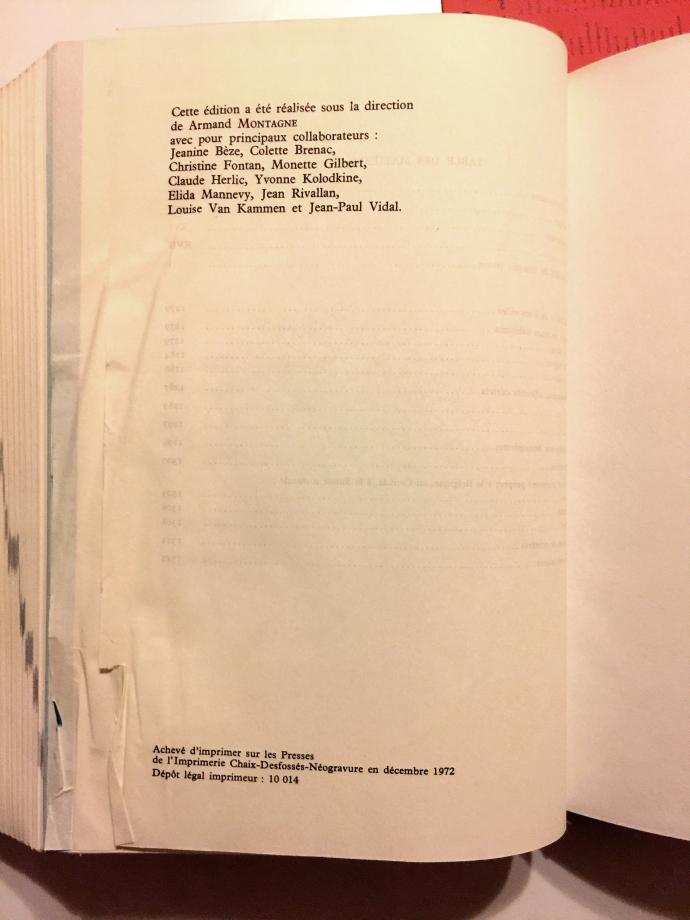 Cette édition a été réalisée sous la direction
de Armand MONTAGNE
avec pour principaux collaborateurs :
Jeanine Bèze, Colette Brenac,
Christine Fontan, Monette Gilbert,
Claude Herlic, Yvonne Kolodkine,
Elida Mannevy, Jean Rivallan,
Louise Van Kammen et Jean-Paul Vidal.
Achevé d'imprimer sur les Presses
de l'Imprimerie Chaix-Desfossés-Néogravure en décembre 1972
Dépôt légal imprimeur : 10 014